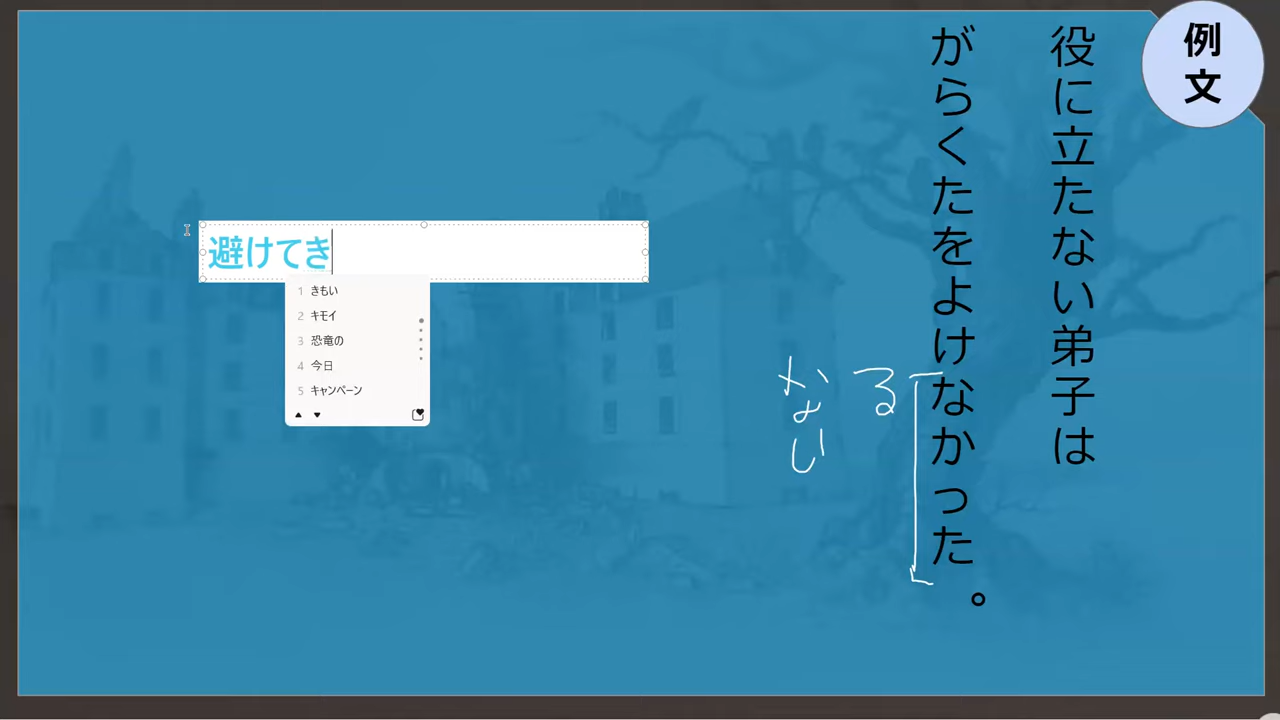 例文
役に立たない弟子は
がらくたをよけなかった。
る
ない
避けてき
1 きもい
2 キモイ
3 恐竜の
4 今日
5 キャンペーン